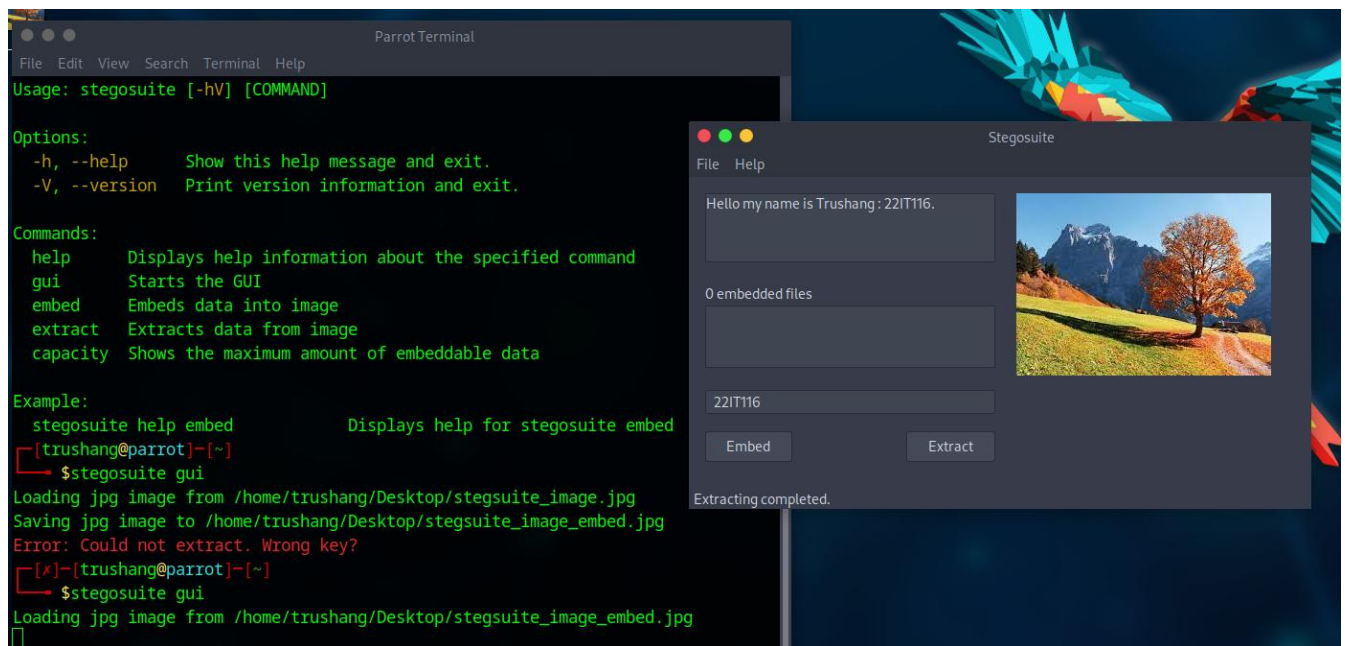 Parrot Terminal
File Edit View Search Terminal Help
Usage: stegosuite [-hV] [COMMAND]
Options:
-h, --help Show this help message and exit.
-V, --version Print version information and exit.
Commands:
help Displays help information about the specified command
gui Starts the GUI
embed Embeds data into image
extract Extracts data from image
capacity Shows the maximum amount of embeddable data
Example:
stegosuite help embed Displays help for stegosuite embed
[trushang@parrot]-[~]
$stegosuite gui
Loading jpg image from /home/trushang/Desktop/stegsuite_image.jpg
Saving jpg image to /home/trushang/Desktop/stegsuite_image_embed.jpg
Error: Could not extract. Wrong key?
[✗]-[trushang@parrot]-[~]
$stegosuite gui
Loading jpg image from /home/trushang/Desktop/stegsuite_image_embed.jpg
Stegosuite
File Help
Hello my name is Trushang : 22IT116.
0 embedded files
22IT116
Embed Extract
Extracting completed.